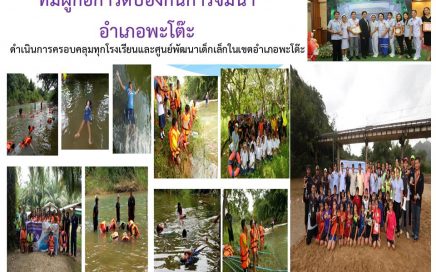 ทีมผู้ก่อการดีป้องกันการจมน้ำ
อำเภอพะโต๊ะ
ดำเนินการครอบคลุมทุกโรงเรียนและศูนย์พัฒนาเด็กเล็กในเขตอำเภอพะโต๊ะ